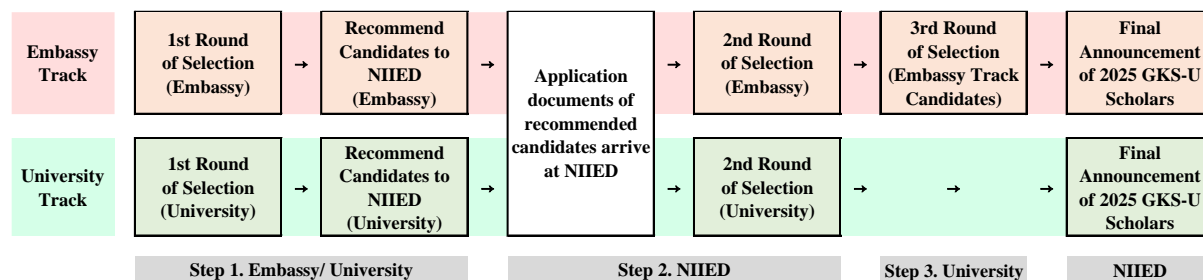 Embassy
Track
1st Round
of Selection
(Embassy)
→
Recommend
Candidates to
NIIED
(Embassy)
→
Application
documents of
recommended
candidates arrive
at NIIED
→
2nd Round
of Selection
(Embassy)
→
3rd Round
of Selection
(Embassy Track
Candidates)
→
Final
Announcement
of 2025 GKS-U
Scholars
University
Track
1st Round
of Selection
(University)
→
Recommend
Candidates to
NIIED
(University)
→
→
2nd Round
of Selection
(University)
→
→
→
Final
Announcement
of 2025 GKS-U
Scholars
Step 1. Embassy/ University
Step 2. NIIED
Step 3. University
NIIED